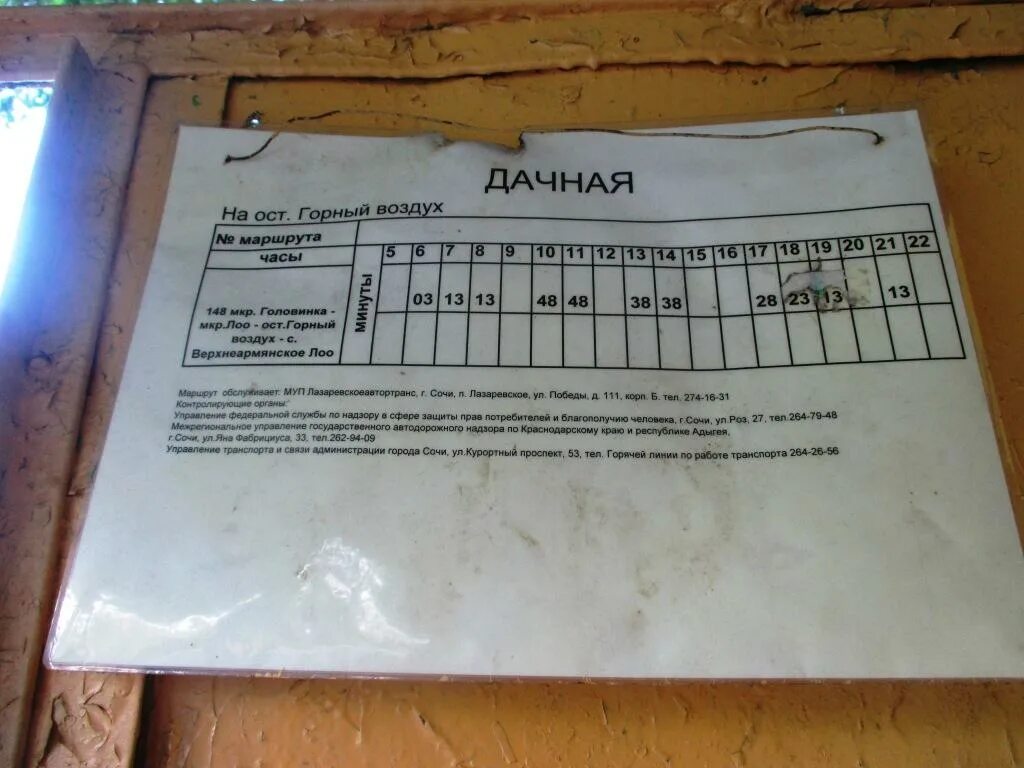 ДАЧНАЯ
На ост. Горный воздух
№ маршрута
часы 5 6 7 8 9 10 11 12 13 14 15 16 17 18 19 20 21 22
минуты
148 мкр. Головинка - 03 13 13 48 48 38 38 28 23 13 13
мкр.Лоо - ост.Горный
воздух - с.
Верхнеармянское Лоо
Маршрут обслуживает: МУП Лазаревскоеавтортранс, г. Сочи, п. Лазаревское, ул. Победы, д. 111, корп. Б. тел. 274-16-31
Контролирующие органы:
Управление федеральной службы по надзору в сфере защиты прав потребителей и благополучию человека, г.Сочи, ул.Роз, 27, тел.264-79-48
Межрегиональное управление государственного автодорожного надзора по Краснодарскому краю и республике Адыгея,
г.Сочи, ул.Яна Фабрициуса, 33, тел.262-94-09
Управление транспорта и связи администрации города Сочи, ул.Курортный проспект, 53, тел. Горячей линии по работе транспорта 264-26-56